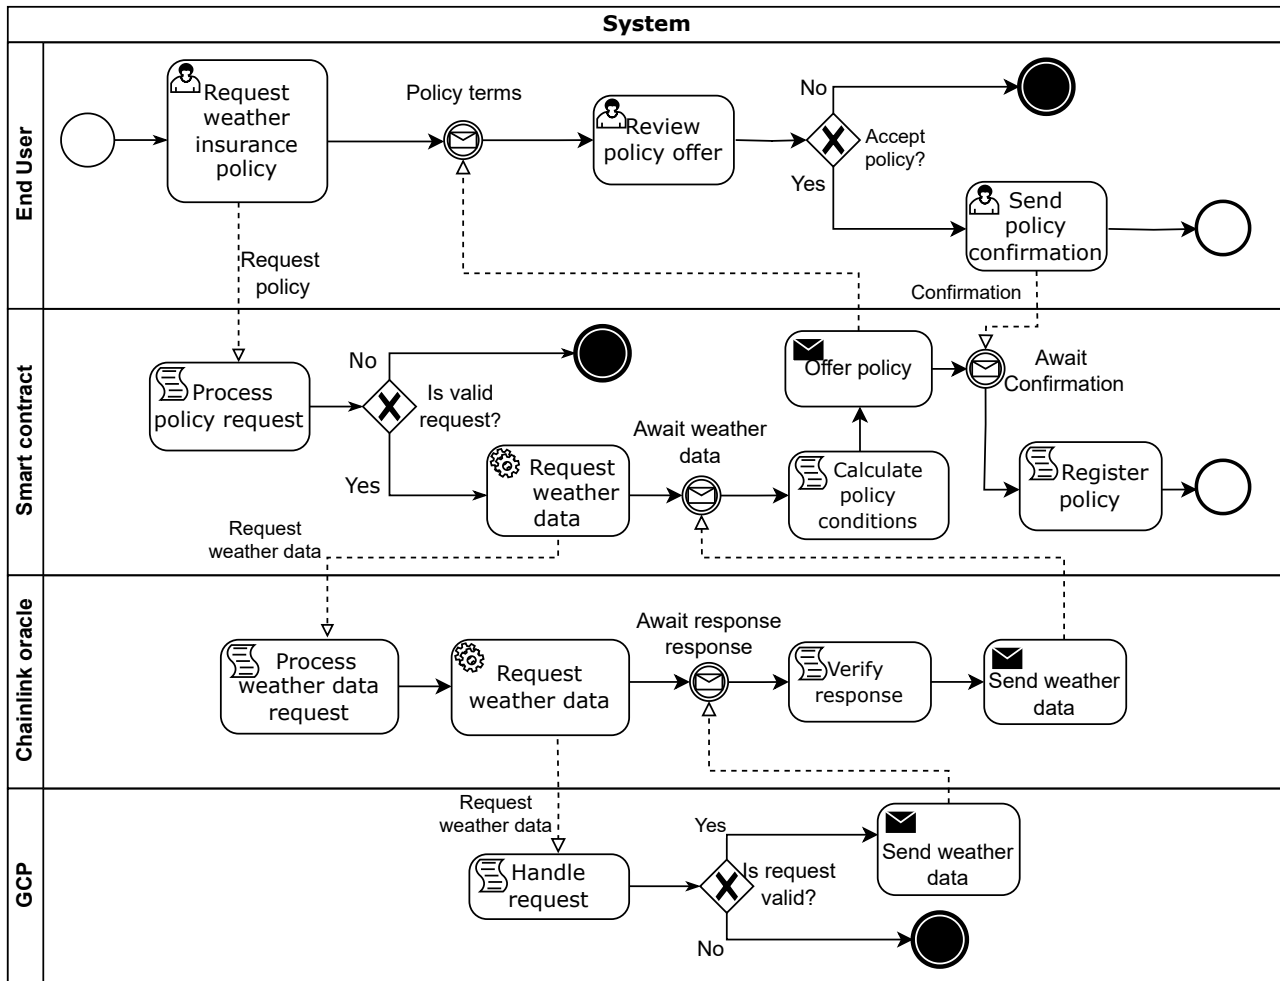 System
End User
Request
weather
insurance
policy
Policy terms
Review
policy offer
No
Accept
policy?
Yes
Send
policy
confirmation
Request
policy
Confirmation
Smart contract
Process
policy request
No
Is valid
request?
Yes
Request
weather
data
Await weather
data
Offer policy
Calculate
policy
conditions
Await
Confirmation
Register
policy
Request
weather data
Chainlink oracle
Process
weather data
request
Request
weather data
Await response
response
Verify
response
Send weather
data
Request
weather data
GCP
Handle
request
Yes
Is request
valid?
No
Send weather
data